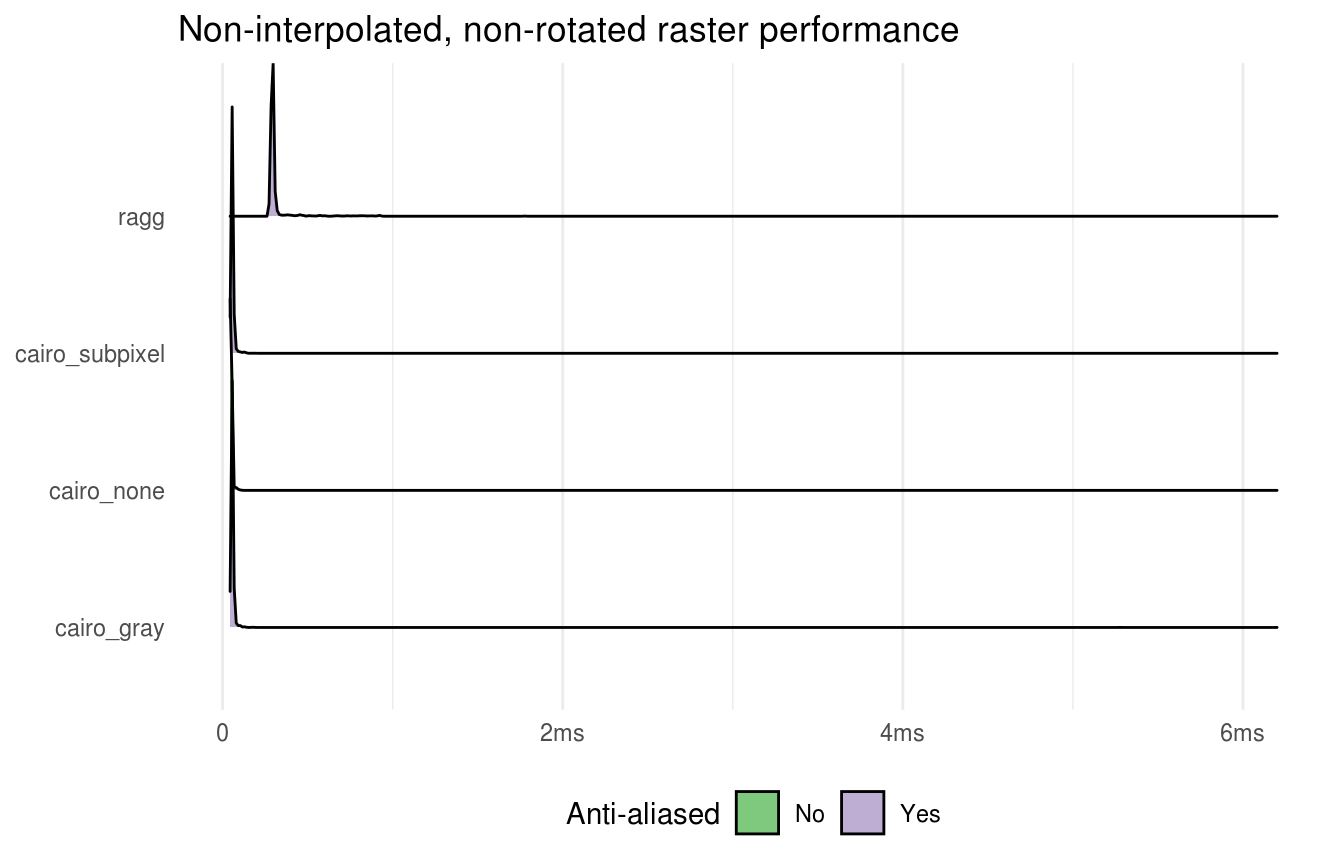 Non-interpolated, non-rotated raster performance
ragg
cairo_subpixel
cairo_none
cairo_gray
0 2ms 4ms 6ms
Anti-aliased No Yes